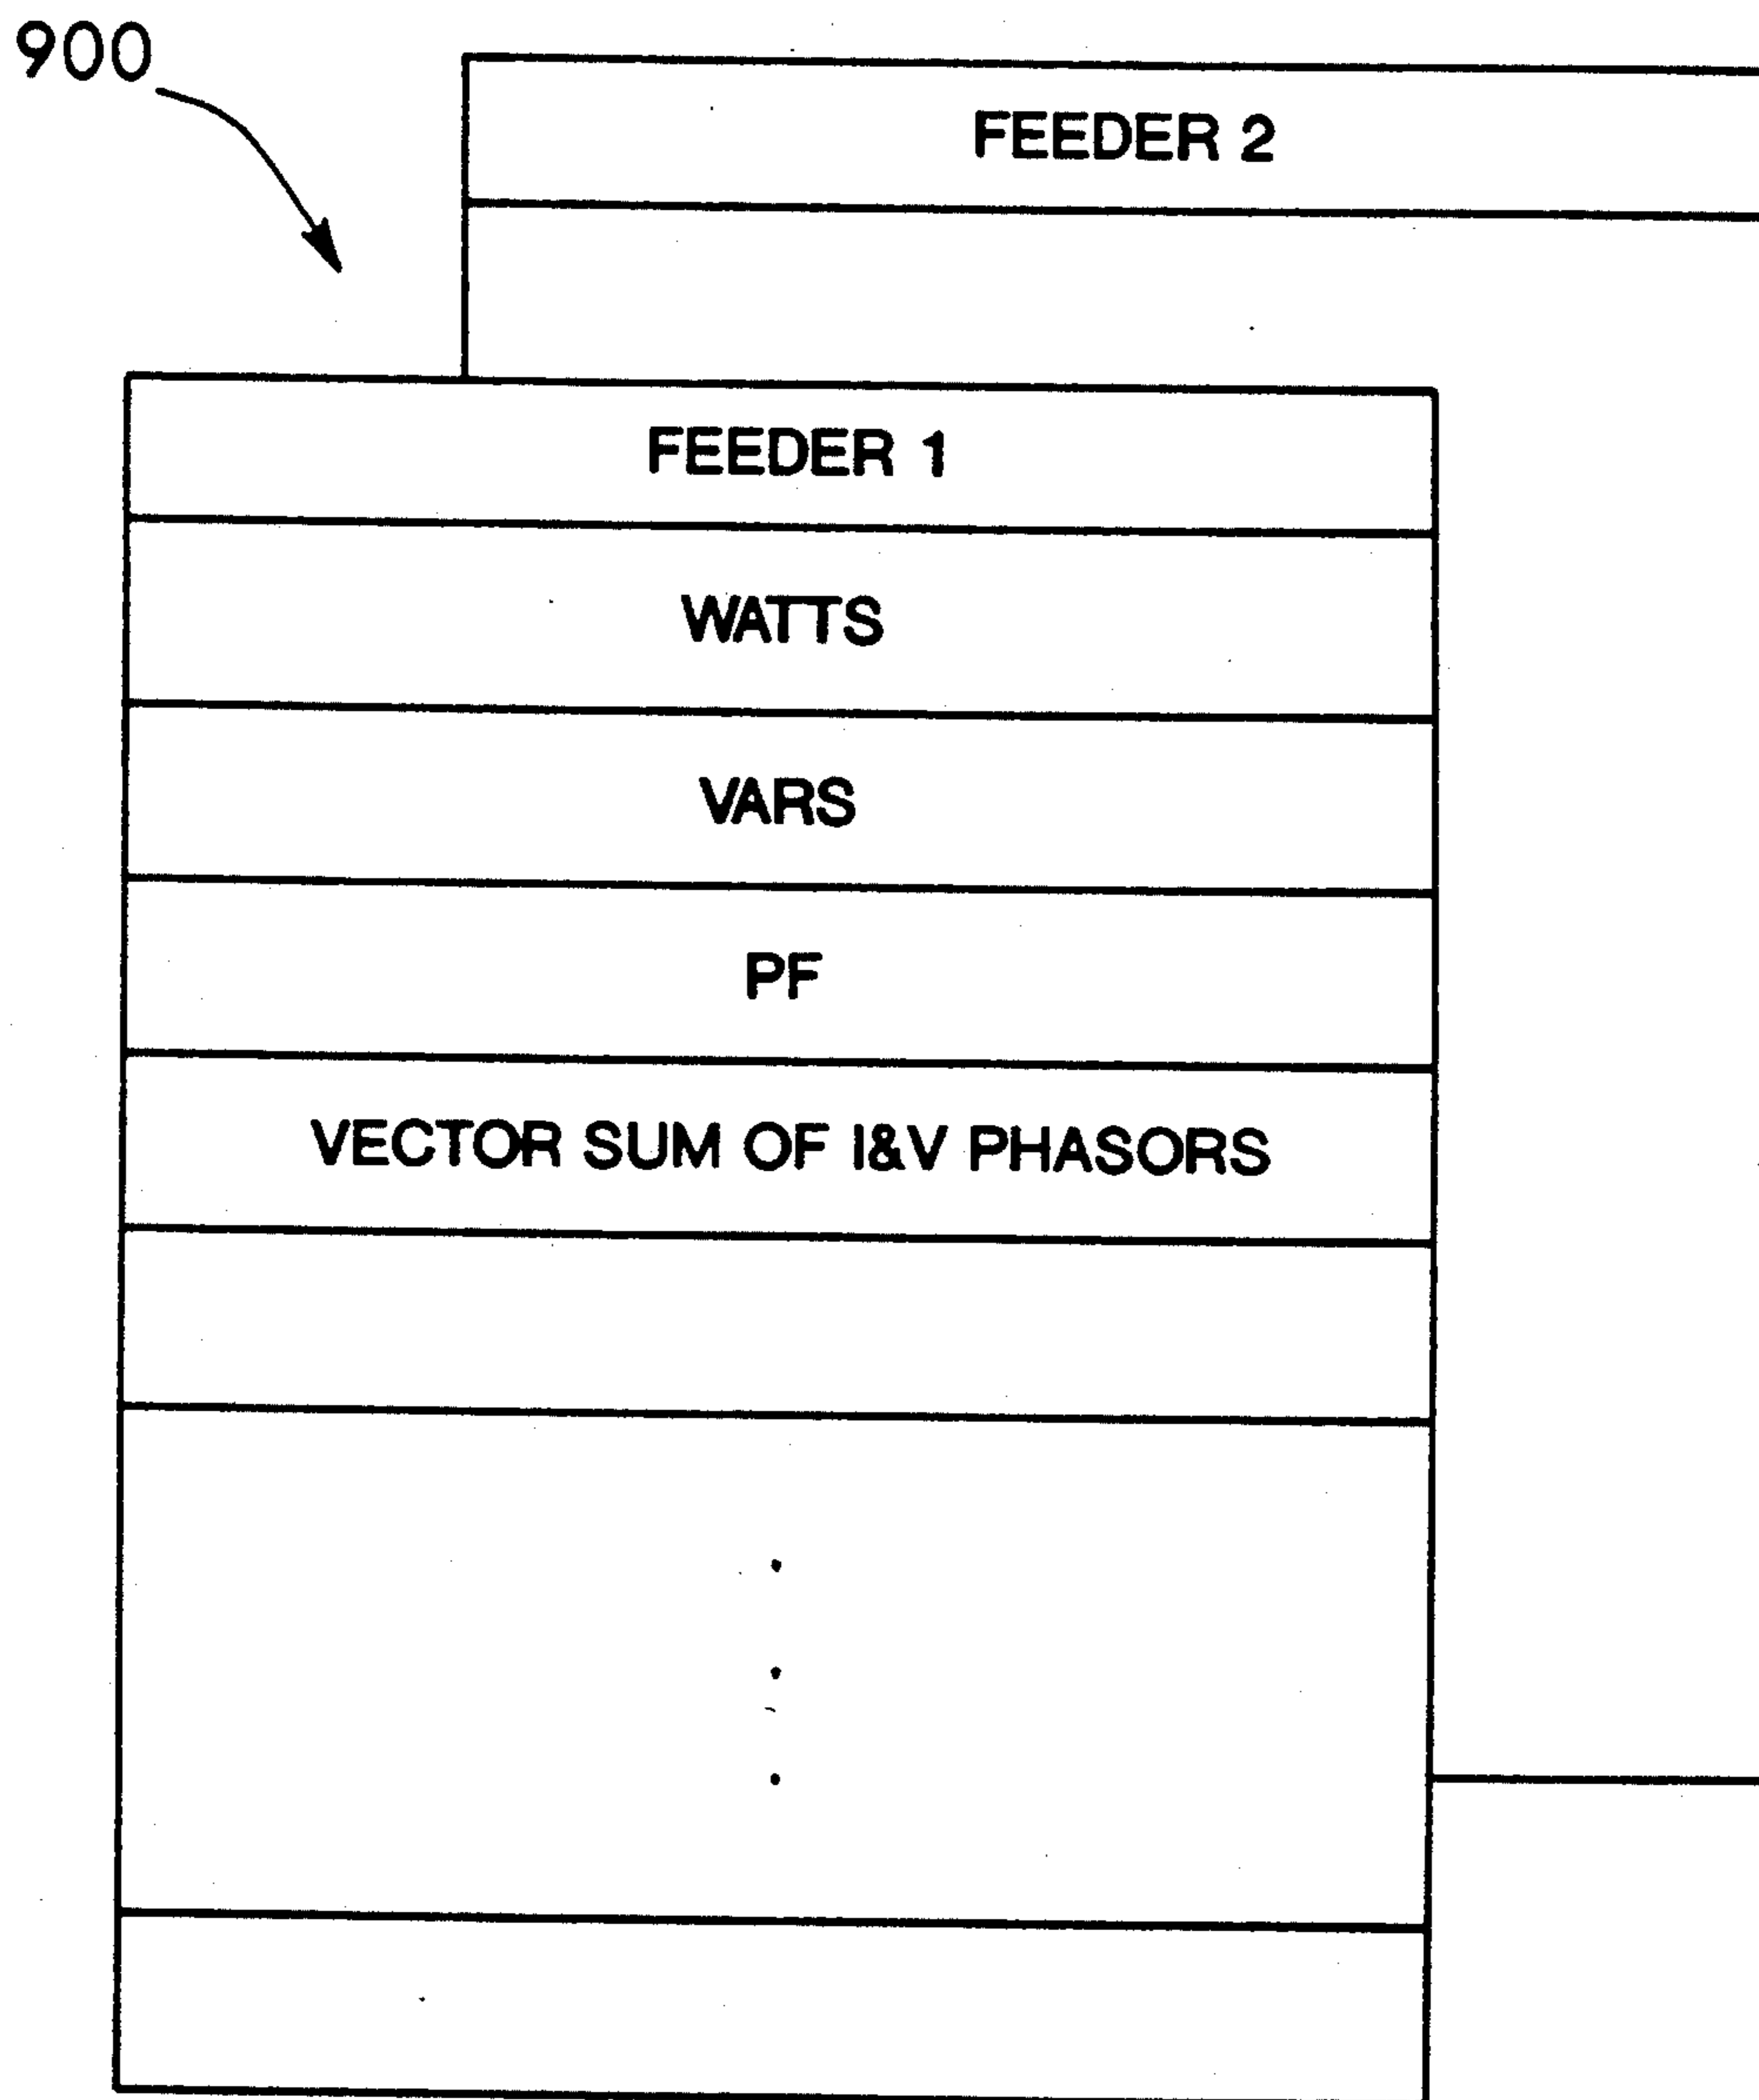 900
FEEDER 2
FEEDER 1
WATTS
VARS
PF
VECTOR SUM OF I&V PHASORS